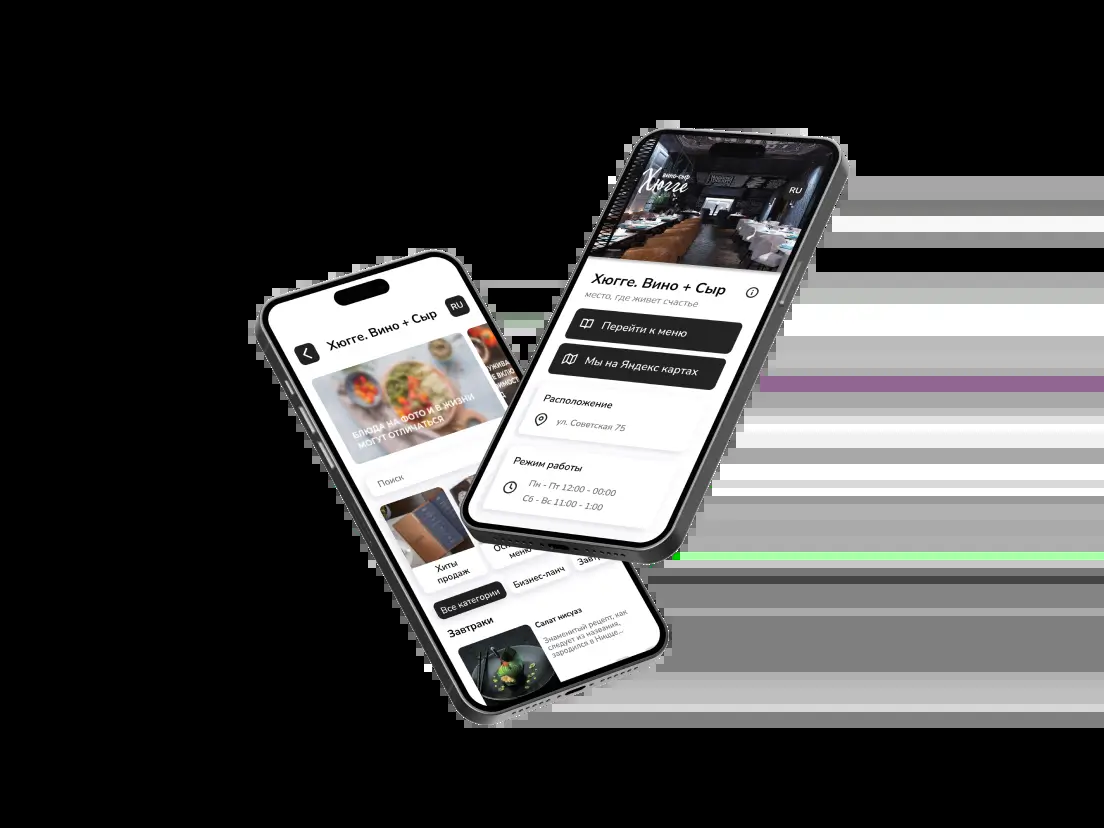 вино-сыр
Хюгге
RU
Хюгге. Вино + Сыр
место, где живет счастье
Перейти к меню
Мы на Яндекс картах
Расположение
ул. Советская 75
Режим работы
Пн - Пт 12:00 - 00:00
Сб - Вс 11:00 - 1:00
Хюгге. Вино + Сыр
RU
БЛЮДА НА ФОТО И В ЖИЗНИ
МОГУТ ОТЛИЧАТЬСЯ
Поиск
Хиты
продаж
меню
Все категории
Бизнес-ланч
Завтраки
Салат нисуаз
Знаменитый рецепт, как
следует из названия,
зародился в Ницце...